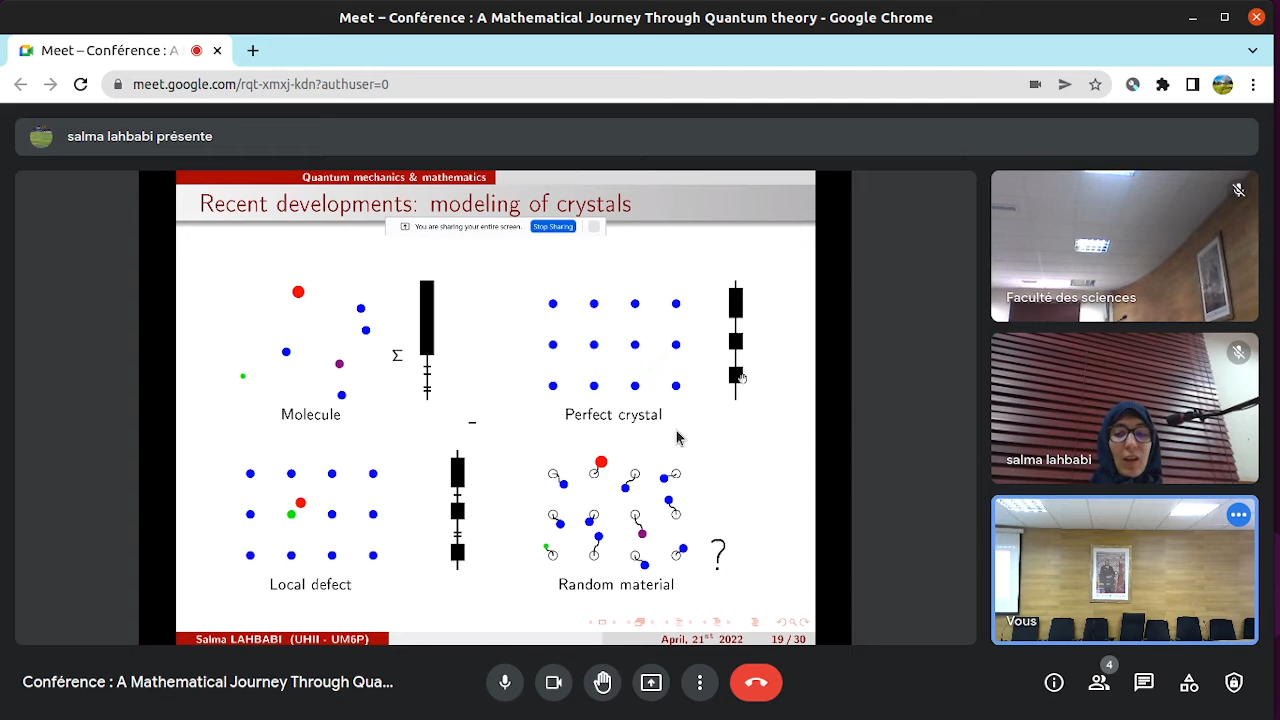 Meet – Conférence : A Mathematical Journey Through Quantum theory - Google Chrome
Meet – Conférence : A
meet.google.com/rqt-xmxj-kdn?authuser=0
salma lahbabi présente
Quantum mechanics & mathematics
Recent developments: modeling of crystals
You are sharing your entire screen. Stop Sharing
Σ
Molecule
Perfect crystal
Local defect
Random material
?
Salma LAHBABI (UHII - UM6P)
April, 21st 2022
19 / 30
Faculté des sciences
salma lahbabi
Vous
Conférence : A Mathematical Journey Through Qua...
4